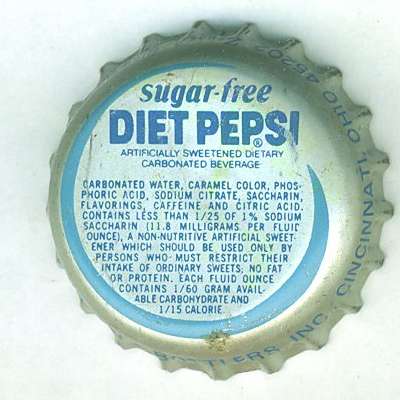 sugar-free
DIET PEPSI®
ARTIFICIALLY SWEETENED DIETARY
CARBONATED BEVERAGE
CARBONATED WATER, CARAMEL COLOR, PHOS-
PHORIC ACID, SODIUM CITRATE, SACCHARIN,
FLAVORINGS, CAFFEINE AND CITRIC ACID.
CONTAINS LESS THAN 1/25 OF 1% SODIUM
SACCHARIN (11.8 MILLIGRAMS PER FLUID
OUNCE), A NON-NUTRITIVE ARTIFICIAL SWEET-
ENER WHICH SHOULD BE USED ONLY BY
PERSONS WHO MUST RESTRICT THEIR
INTAKE OF ORDINARY SWEETS; NO FAT
OR PROTEIN. EACH FLUID OUNCE
CONTAINS 1/60 GRAM AVAIL-
ABLE CARBOHYDRATE AND
1/15 CALORIE.
BOTTLERS, INC. CINCINNATI, OHIO 45202